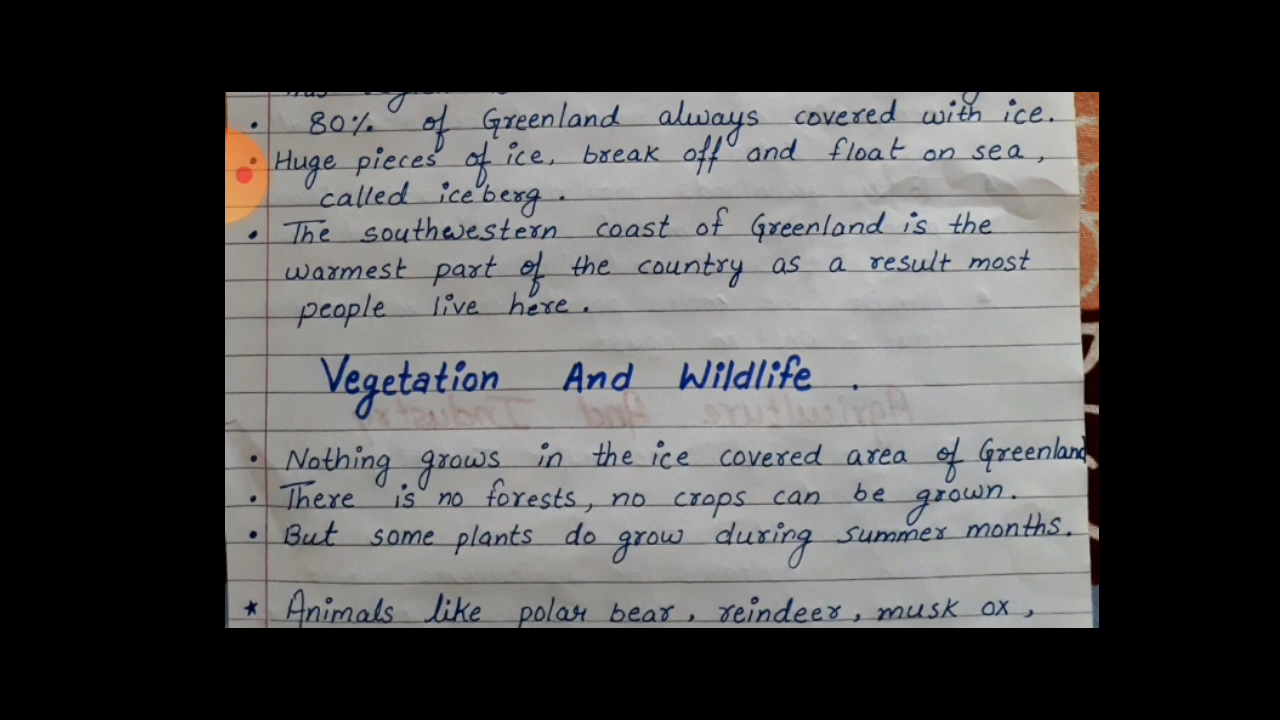 80% of Greenland always covered with ice.
Huge pieces of ice, break off and float on sea,
called iceberg.
The southwestern coast of Greenland is the
warmest part of the country as a result most
people live here.
Vegetation And Wildlife.
Agriculture And Industry
Nothing grows in the ice covered area of Greenland
There is no forests, no crops can be grown.
But some plants do grow during summer months.
Animals like polar bear, reindeer, musk ox,